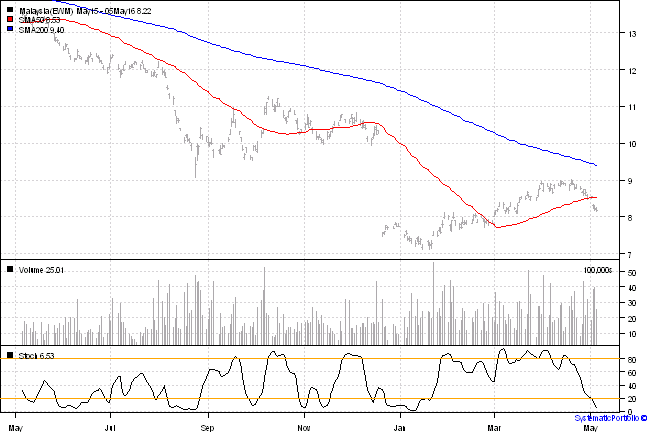 Malaysia(EWM) May15 - 05May16 8.22
SMA50 8.53
SMA200 9.40
13
12
11
10
9
8
7
Volume 25.01
100,000s
50
40
30
20
10
Stoch 6.53
80
60
40
20
0
May
Jul
Sep
Nov
Jan
Mar
May
SystematicPortfolio ©